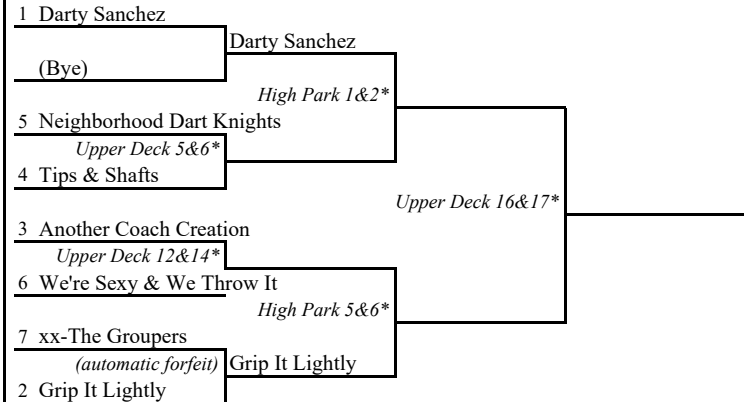 1 Darty Sanchez
Darty Sanchez
(Bye)
High Park 1&2*
5 Neighborhood Dart Knights
Upper Deck 5&6*
4 Tips & Shafts
Upper Deck 16&17*
3 Another Coach Creation
Upper Deck 12&14*
6 We're Sexy & We Throw It
High Park 5&6*
7 xx-The Groupers
(automatic forfeit) Grip It Lightly
2 Grip It Lightly